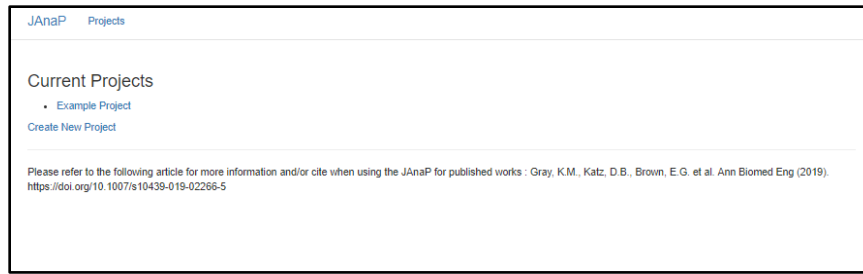 JAnaP Projects
Current Projects
• Example Project
Create New Project
Please refer to the following article for more information and/or cite when using the JAnaP for published works : Gray, K.M., Katz, D.B., Brown, E.G. et al. Ann Biomed Eng (2019).
https://doi.org/10.1007/s10439-019-02266-5